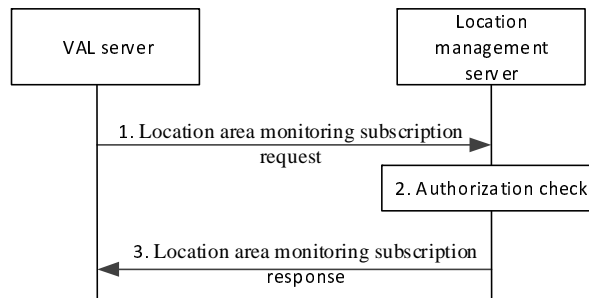 VAL server
Location
management
server
1. Location area monitoring subscription
request
2. Authorization check
3. Location area monitoring subscription
response